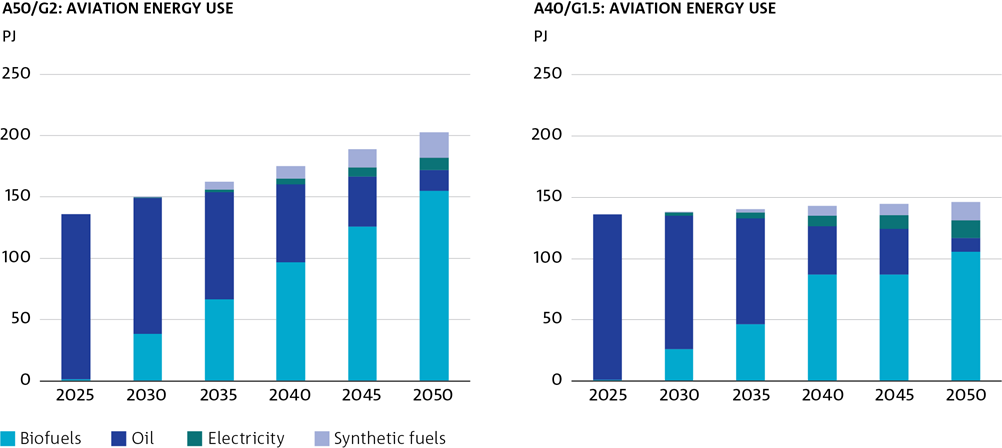 A50/G2: AVIATION ENERGY USE
PJ
250
200
150
100
50
0
2025 2030 2035 2040 2045 2050
A40/G1.5: AVIATION ENERGY USE
PJ
250
200
150
100
50
0
2025 2030 2035 2040 2045 2050
Biofuels Oil Electricity Synthetic fuels